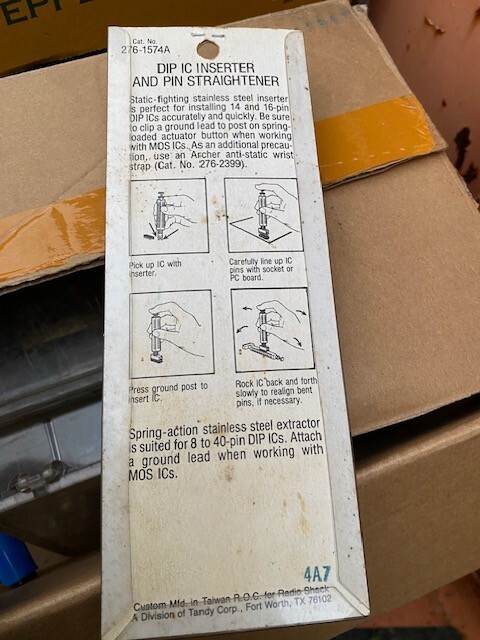 EPP
Cat. No.
276-1574A
DIP IC INSERTER
AND PIN STRAIGHTENER
Static-fighting stainless steel inserter
is perfect for installing 14 and 16-pin
DIP ICs accurately and quickly. Be sure
to clip a ground lead to post on spring-
loaded actuator button when working
with MOS ICs. As an additional precau-
tion, use an Archer anti-static wrist
strap (Cat. No. 276-2399).
Pick up IC with
inserter.
Carefully line up IC
pins with socket or
PC board.
Press ground post to
insert IC.
Rock IC back and forth
slowly to realign bent
pins, if necessary.
Spring-action stainless steel extractor
is suited for 8 to 40-pin DIP ICs. Attach
a ground lead when working with
MOS ICs.
4A7
Custom Mfd. in Taiwan R.O.C. for Radio Shack
A Division of Tandy Corp., Fort Worth, TX 76102